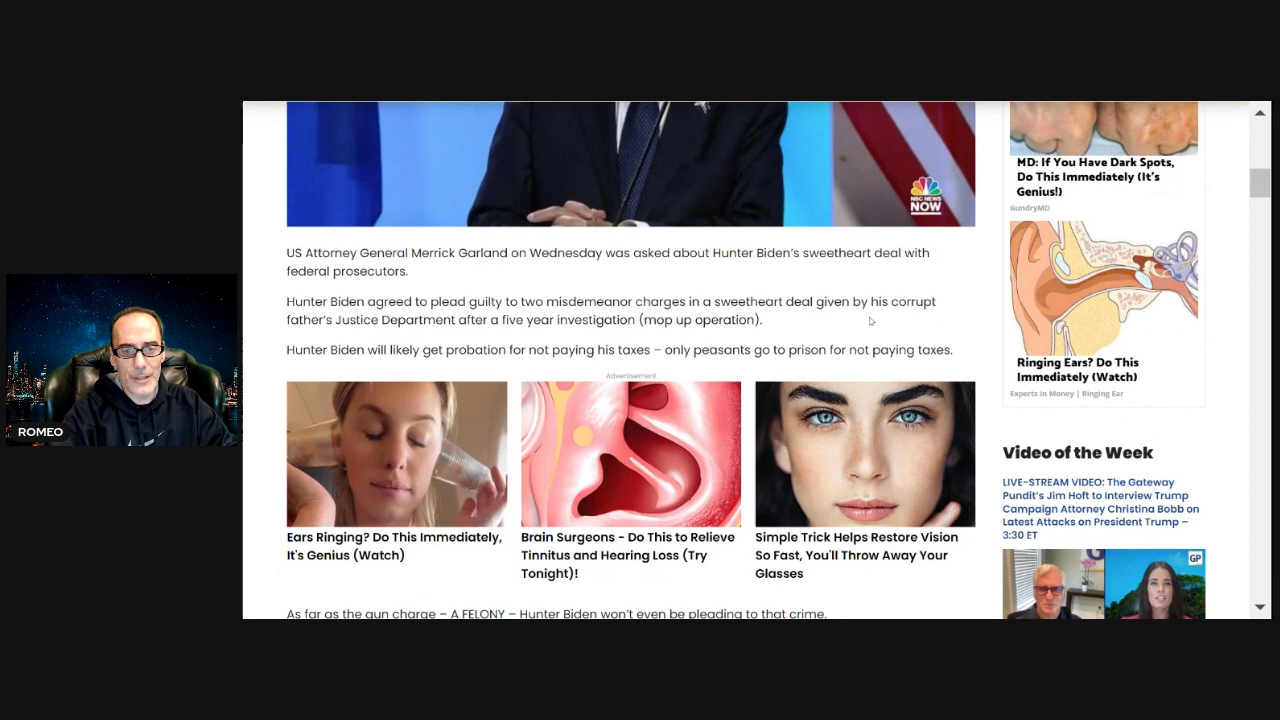 NBC NEWS
NOW
US Attorney General Merrick Garland on Wednesday was asked about Hunter Biden's sweetheart deal with
federal prosecutors.
Hunter Biden agreed to plead guilty to two misdemeanor charges in a sweetheart deal given by his corrupt
father's Justice Department after a five year investigation (mop up operation).
Hunter Biden will likely get probation for not paying his taxes – only peasants go to prison for not paying taxes.
Advertisement
Ears Ringing? Do This Immediately,
It's Genius (Watch)
Brain Surgeons - Do This to Relieve
Tinnitus and Hearing Loss (Try
Tonight)!
Simple Trick Helps Restore Vision
So Fast, You'll Throw Away Your
Glasses
As far as the gun charge – A FELONY – Hunter Biden won't even be pleading to that crime.
MD: If You Have Dark Spots,
Do This Immediately (It's
Genius!)
GundryMD
Ringing Ears? Do This
Immediately (Watch)
Experts In Money | Ringing Ear
Video of the Week
LIVE-STREAM VIDEO: The Gateway
Pundit's Jim Hoft to Interview Trump
Campaign Attorney Christina Bobb on
Latest Attacks on President Trump –
3:30 ET
GP
ROMEO